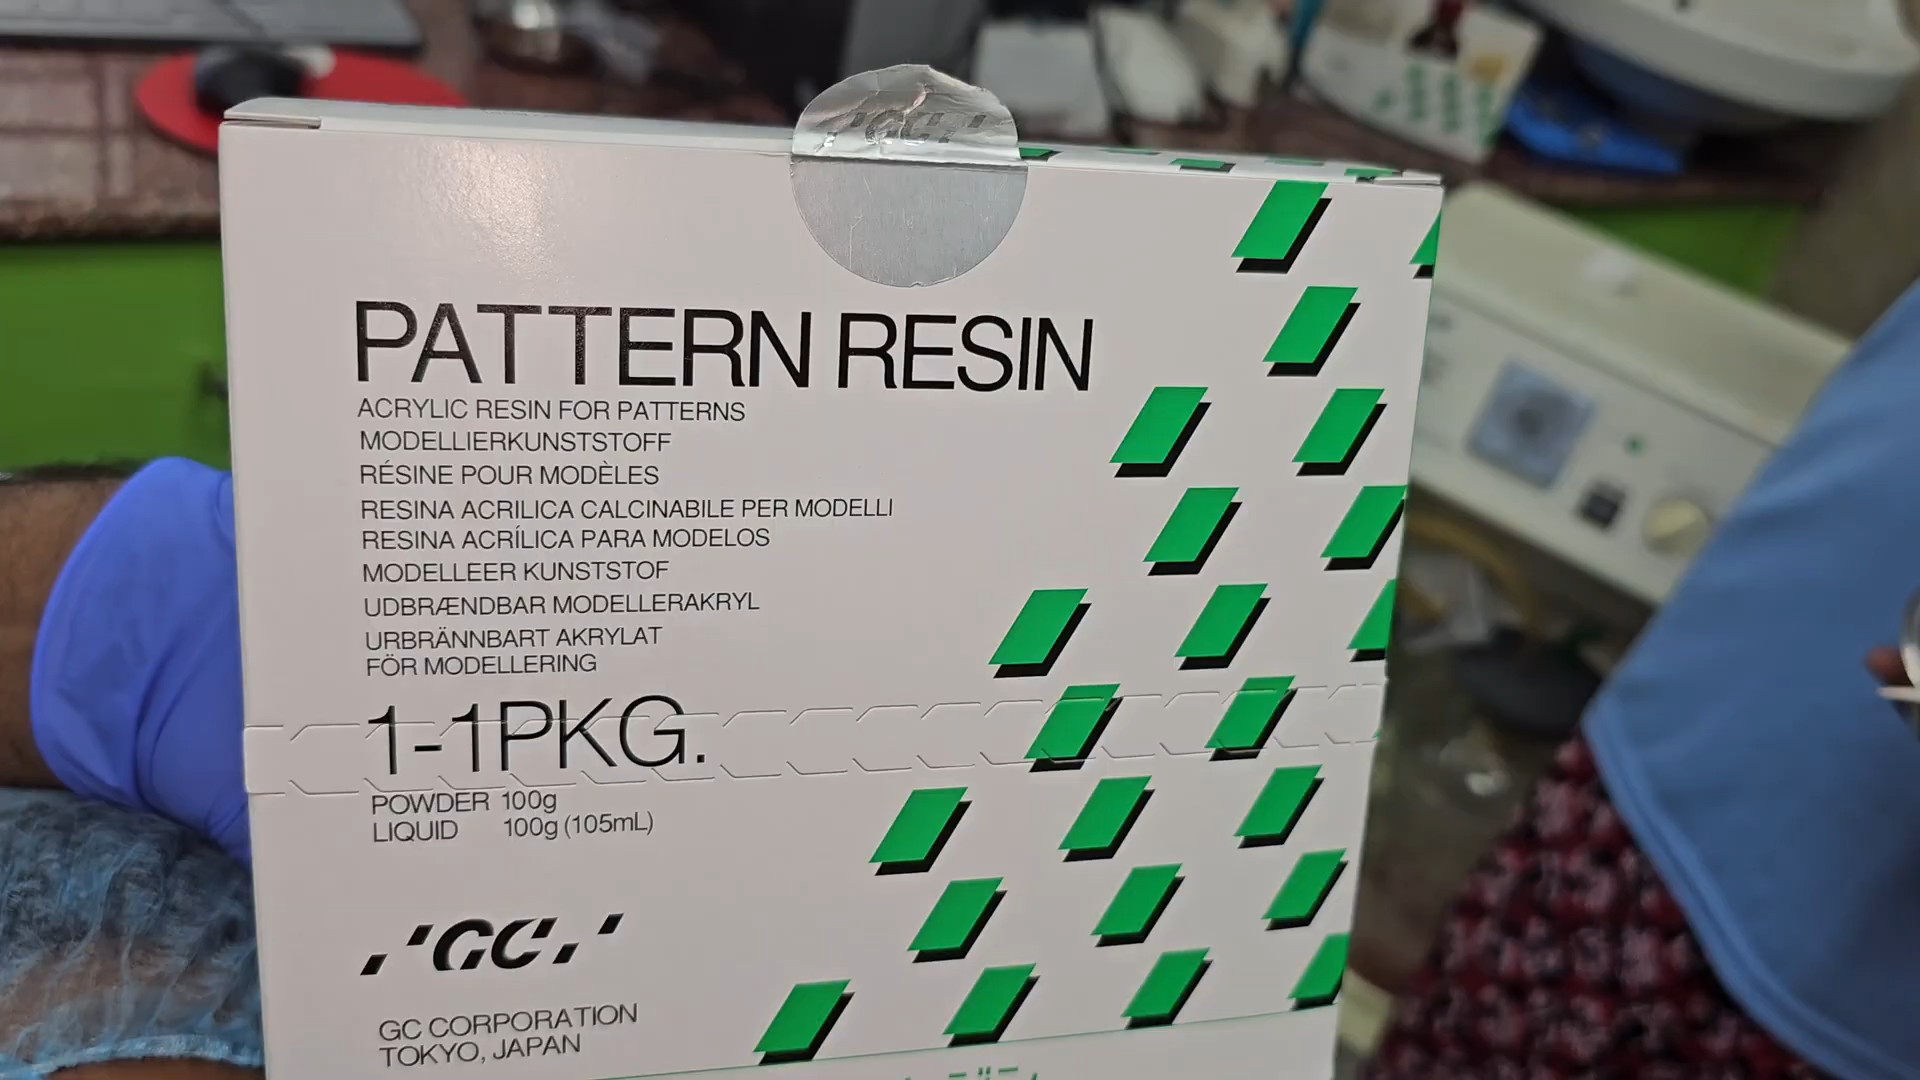 PATTERN RESIN
ACRYLIC RESIN FOR PATTERNS
MODELLIERKUNSTSTOFF
RÉSINE POUR MODÈLES
RESINA ACRILICA CALCINABILE PER MODELLI
RESINA ACRÍLICA PARA MODELOS
MODELLEER KUNSTSTOF
UDBRÆNDBAR MODELLERAKRYL
URBRÄNNBART AKRYLAT
FÖR MODELLERING
1-1PKG.
POWDER 100g
LIQUID 100g (105mL)
GC
GC CORPORATION
TOKYO, JAPAN